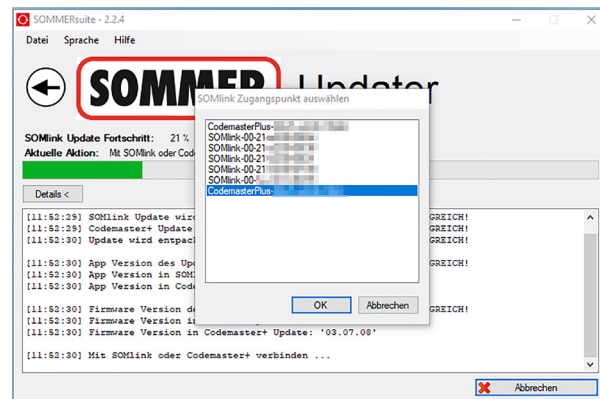 SOMMERsuite - 2.2.4
Datei Sprache Hilfe
SOMMER Updater
SOMlink Zugangspunkt auswählen
CodemasterPlus-
SOMlink-00-21
SOMlink-00-21
SOMlink-00-21
SOMlink-00-21
SOMlink-00-
CodemasterPlus-
OK Abbrechen
SOMlink Update Fortschritt: 21 %
Aktuelle Aktion: Mit SOMlink oder Code
Details <
[11:52:29] SOMlink Update wird GREICH!
[11:52:29] Codemaster+ Update GREICH!
[11:52:30] Update wird entpac
[11:52:30] App Version des Upd GREICH!
[11:52:30] App Version in SOM
[11:52:30] App Version in Code
[11:52:30] Firmware Version de GREICH!
[11:52:30] Firmware Version in
[11:52:30] Firmware Version in Codemaster+ Update: '03.07.08'
[11:52:30] Mit SOMlink oder Codemaster+ verbinden ...
Abbrechen